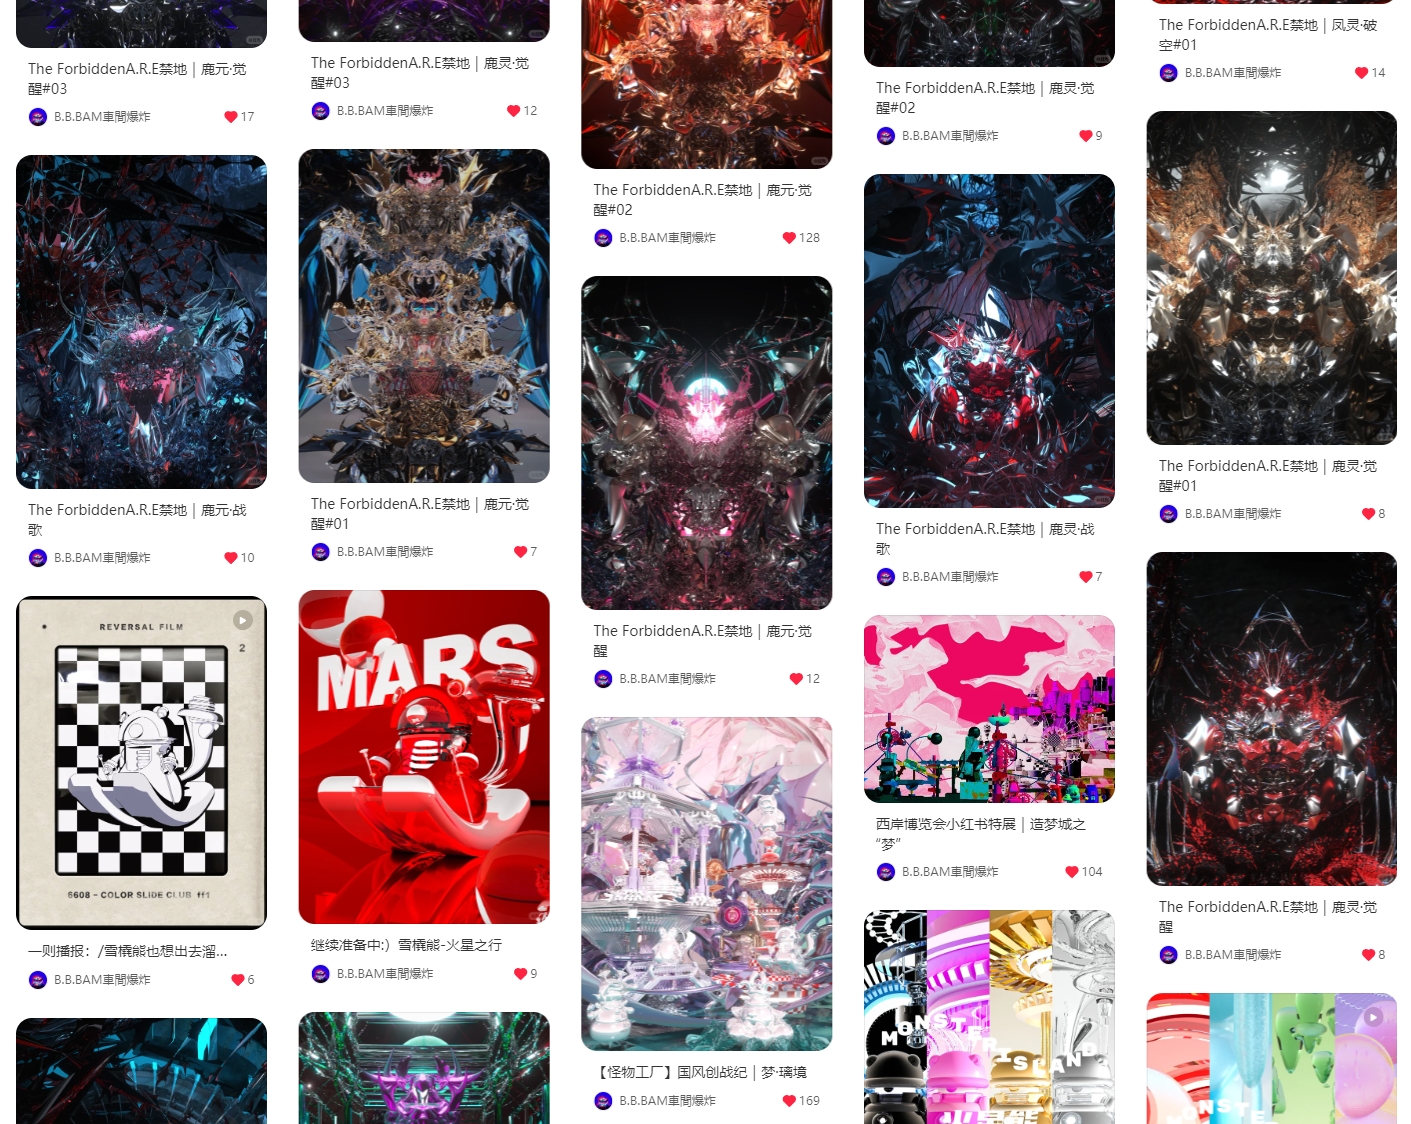 The ForbiddenA.R.E禁地 | 鹿元·觉
醒#03
B.B.BAM車間爆炸
17
The ForbiddenA.R.E禁地 | 鹿元·战
歌
B.B.BAM車間爆炸
10
REVERSAL FILM
2
6608 - COLOR SLIDE CLUB ff1
一则播报：/雪橇熊也想出去溜...
B.B.BAM車間爆炸
6
The ForbiddenA.R.E禁地 | 鹿灵·觉
醒#03
B.B.BAM車間爆炸
12
The ForbiddenA.R.E禁地 | 鹿元·觉
醒#01
B.B.BAM車間爆炸
7
MARS
继续准备中:）雪橇熊-火星之行
B.B.BAM車間爆炸
9
The ForbiddenA.R.E禁地 | 鹿元·觉
醒#02
B.B.BAM車間爆炸
128
The ForbiddenA.R.E禁地 | 鹿元·觉
醒
B.B.BAM車間爆炸
12
【怪物工厂】国风创战纪 | 梦·璃境
B.B.BAM車間爆炸
169
The ForbiddenA.R.E禁地 | 鹿灵·觉
醒#02
B.B.BAM車間爆炸
9
The ForbiddenA.R.E禁地 | 鹿灵·战
歌
B.B.BAM車間爆炸
7
西岸博览会小红书特展 | 造梦城之
“梦”
B.B.BAM車間爆炸
104
MONSTER ISLAND
The ForbiddenA.R.E禁地 | 凤灵·破
空#01
B.B.BAM車間爆炸
14
The ForbiddenA.R.E禁地 | 鹿灵·觉
醒#01
B.B.BAM車間爆炸
8
The ForbiddenA.R.E禁地 | 鹿灵·觉
醒
B.B.BAM車間爆炸
8
MONSTE